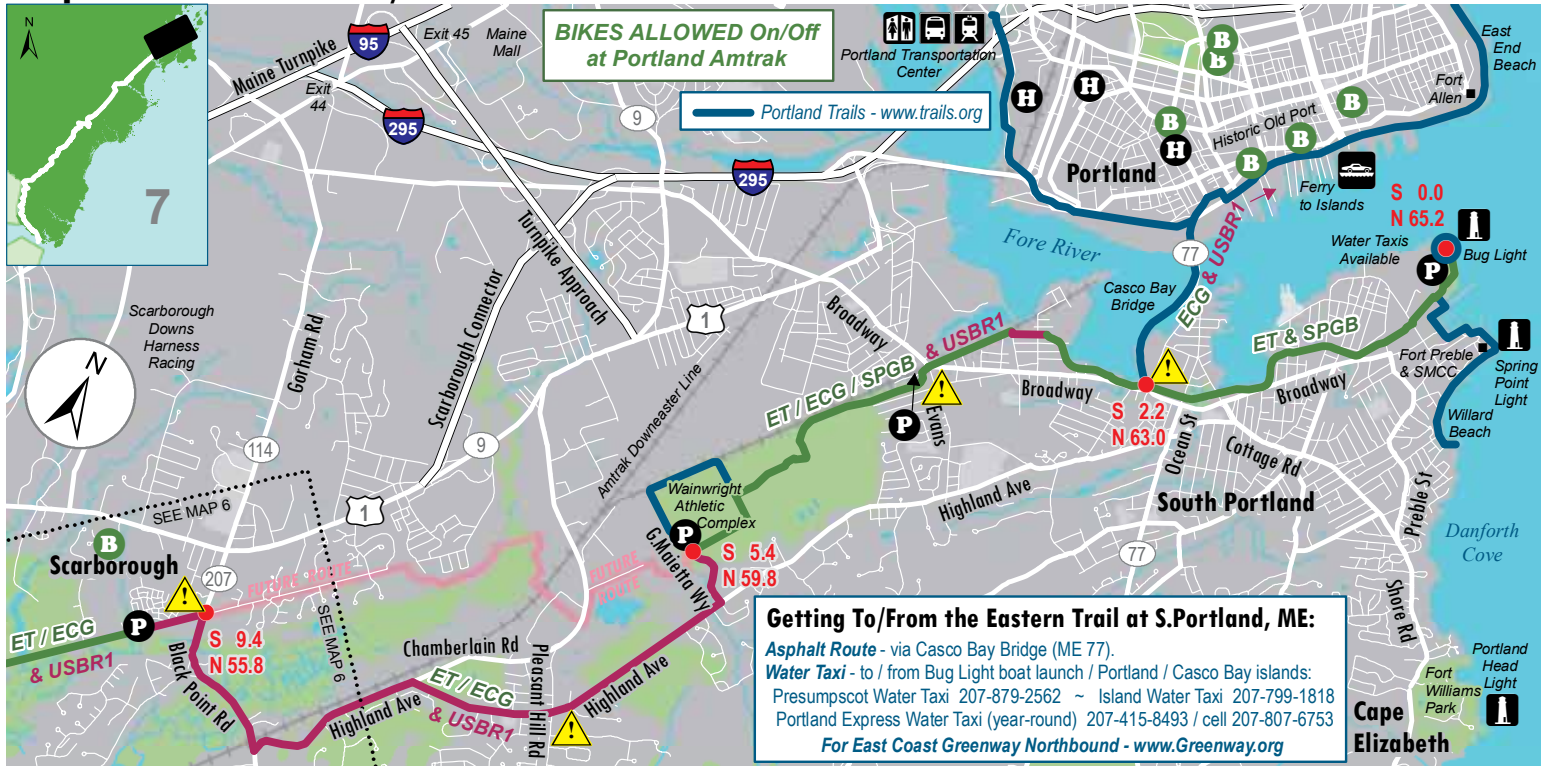 N
7
Maine Turnpike
95
Exit 45
Maine
Mall
Exit
44
295
BIKES ALLOWED On/Off
at Portland Amtrak
Portland Transportation
Center
Portland Trails - www.trails.org
9
295
H
H
B
B
B
H
B
B
B
Historic Old Port
Portland
East
End
Beach
Fort
Allen
Ferry
to Islands
S 0.0
N 65.2
Water Taxis
Available
Bug Light
P
Fore River
77
Casco Bay
Bridge
ECG & USBR1
Scarborough
Downs
Harness
Racing
N
Gorham Rd
Scarborough Connector
Turnpike Approach
1
Broadway
ET / ECG / SPGB & USBR1
ET & SPGB
Broadway
Broadway
Fort Preble
& SMCC
Spring
Point
Light
Willard
Beach
!
S 2.2
N 63.0
!
Evans
P
Ocean St
Cottage Rd
South Portland
Preble St
Danforth
Cove
Amtrak Downeaster Line
114
9
1
SEE MAP 6
Wainwright
Athletic
Complex
P
G.Maietta Wy
S 5.4
N 59.8
Highland Ave
77
B
Scarborough
207
!
P
FUTURE ROUTE
FUTURE
ROUTE
SEE MAP 6
ET / ECG
& USBR1
S 9.4
N 55.8
Black Point Rd
Chamberlain Rd
Highland Ave
ET / ECG
& USBR1
Pleasant Hill Rd
!
Highland Ave
Shore Rd
Getting To/From the Eastern Trail at S.Portland, ME:
Asphalt Route - via Casco Bay Bridge (ME 77).
Water Taxi - to / from Bug Light boat launch / Portland / Casco Bay islands:
Presumpscot Water Taxi 207-879-2562 ~ Island Water Taxi 207-799-1818
Portland Express Water Taxi (year-round) 207-415-8493 / cell 207-807-6753
For East Coast Greenway Northbound - www.Greenway.org
Portland
Head
Light
Fort
Williams
Park
Cape
Elizabeth